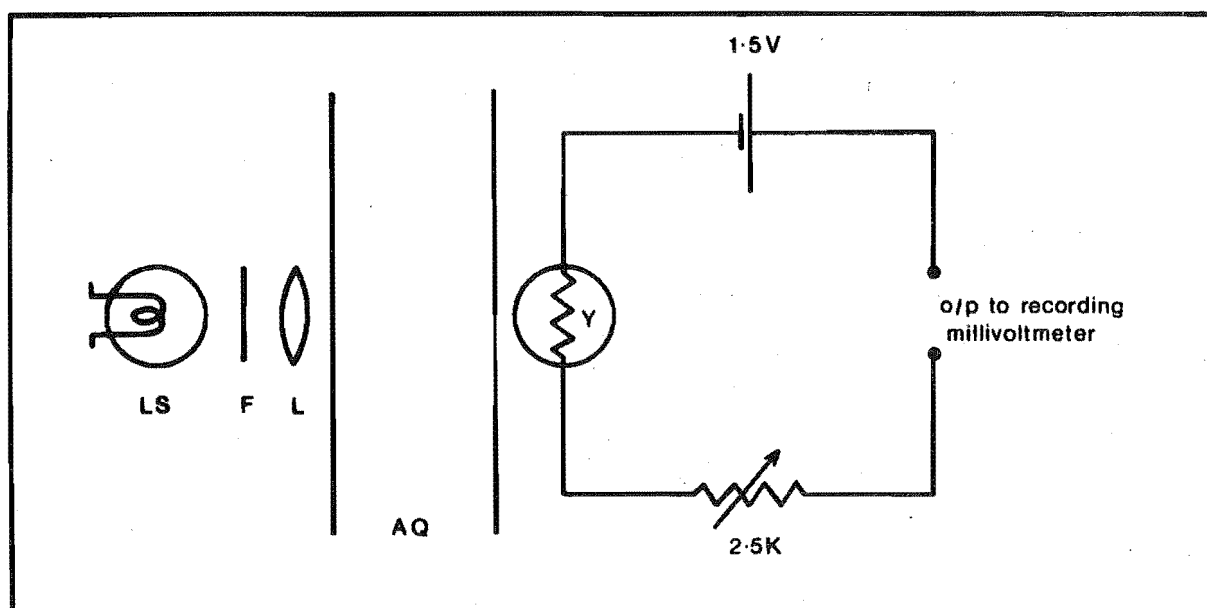 1·5V
Y
o/p to recording
millivoltmeter
LS F L
AQ
2·5K